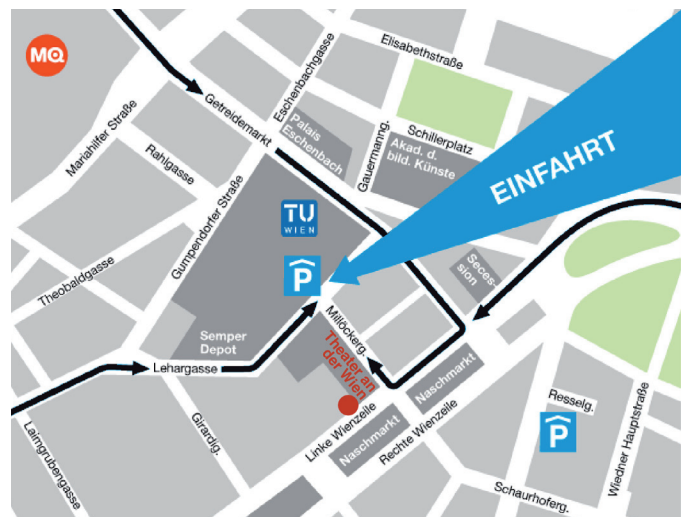 MQ
Elisabethstraße
Eschenbachgasse
Getreidemarkt
Mariahilfer Straße
Rahlgasse
Palais
Eschenbach
Gauermanng.
Schillerplatz
Akad. d.
bild. Künste
EINFAHRT
Gumpendorfer Straße
TU
WIEN
P
Theobaldgasse
Seces-
sion
Semper
Depot
Millöckerg.
Theater an
der Wien
Lehargasse
Naschmarkt
Resselg.
P
Girardig.
Linke Wienzeile
Naschmarkt
Rechte Wienzeile
Laimgrubengasse
Wiedner Hauptstraße
Schaurhoferg.